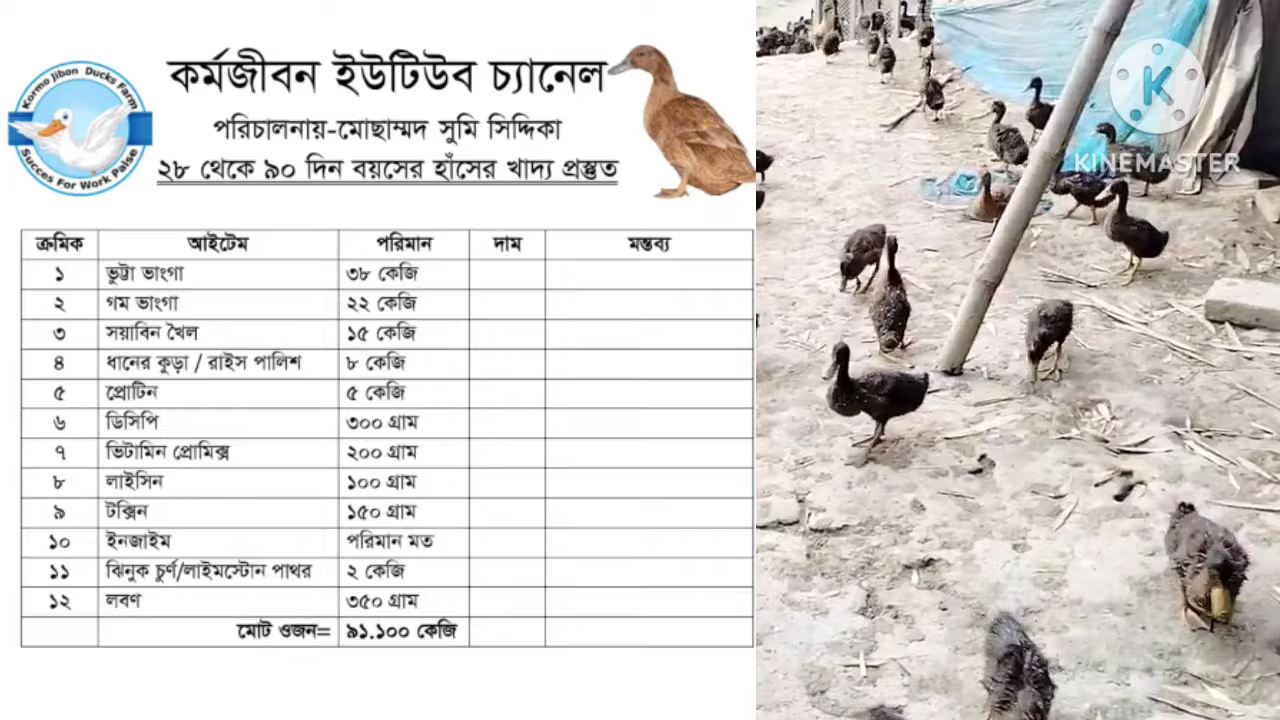 Kormo Jibon Ducks Farm
Succes For Work Paise
কর্মজীবন ইউটিউব চ্যানেল
পরিচালনায়-মোছাম্মদ সুমি সিদ্দিকা
২৮ থেকে ৯০ দিন বয়সের হাঁসের খাদ্য প্রস্তুত
ক্রমিক আইটেম পরিমান দাম মন্তব্য
১ ভুট্টা ভাংগা ৩৮ কেজি
২ গম ভাংগা ২২ কেজি
৩ সয়াবিন খৈল ১৫ কেজি
৪ ধানের কুড়া / রাইস পালিশ ৮ কেজি
৫ প্রোটিন ৫ কেজি
৬ ডিসিপি ৩০০ গ্রাম
৭ ভিটামিন প্রোমিক্স ২০০ গ্রাম
৮ লাইসিন ১০০ গ্রাম
৯ টক্সিন ১৫০ গ্রাম
১০ ইনজাইম পরিমান মত
১১ ঝিনুক চুর্ণ/লাইমস্টোন পাথর ২ কেজি
১২ লবণ ৩৫০ গ্রাম
মোট ওজন= ৯১.১০০ কেজি
K
KINEMASTER